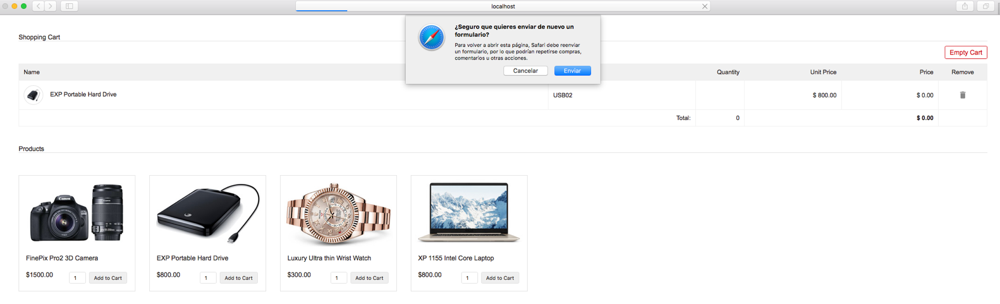 localhost
¿Seguro que quieres enviar de nuevo un
formulario?
Para volver a abrir esta página, Safari debe reenviar
un formulario, por lo que podrían repetirse compras,
comentarios u otras acciones.
Cancelar Enviar
Shopping Cart
Empty Cart
Name Quantity Unit Price Price Remove
EXP Portable Hard Drive USB02 $ 800.00 $ 0.00
Total: 0 $ 0.00
Products
Canon
FinePix Pro2 3D Camera
$1500.00 1 Add to Cart
EXP Portable Hard Drive
$800.00 1 Add to Cart
Luxury Ultra thin Wrist Watch
$300.00 1 Add to Cart
XP 1155 Intel Core Laptop
$800.00 1 Add to Cart